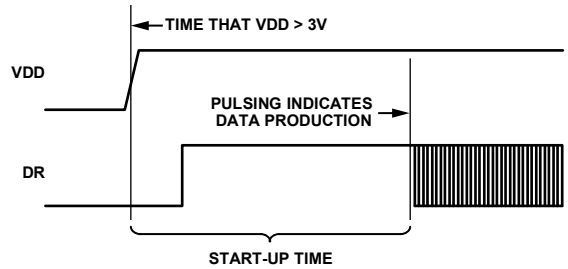 TIME THAT VDD > 3V
VDD
PULSING INDICATES
DATA PRODUCTION
DR
START-UP TIME